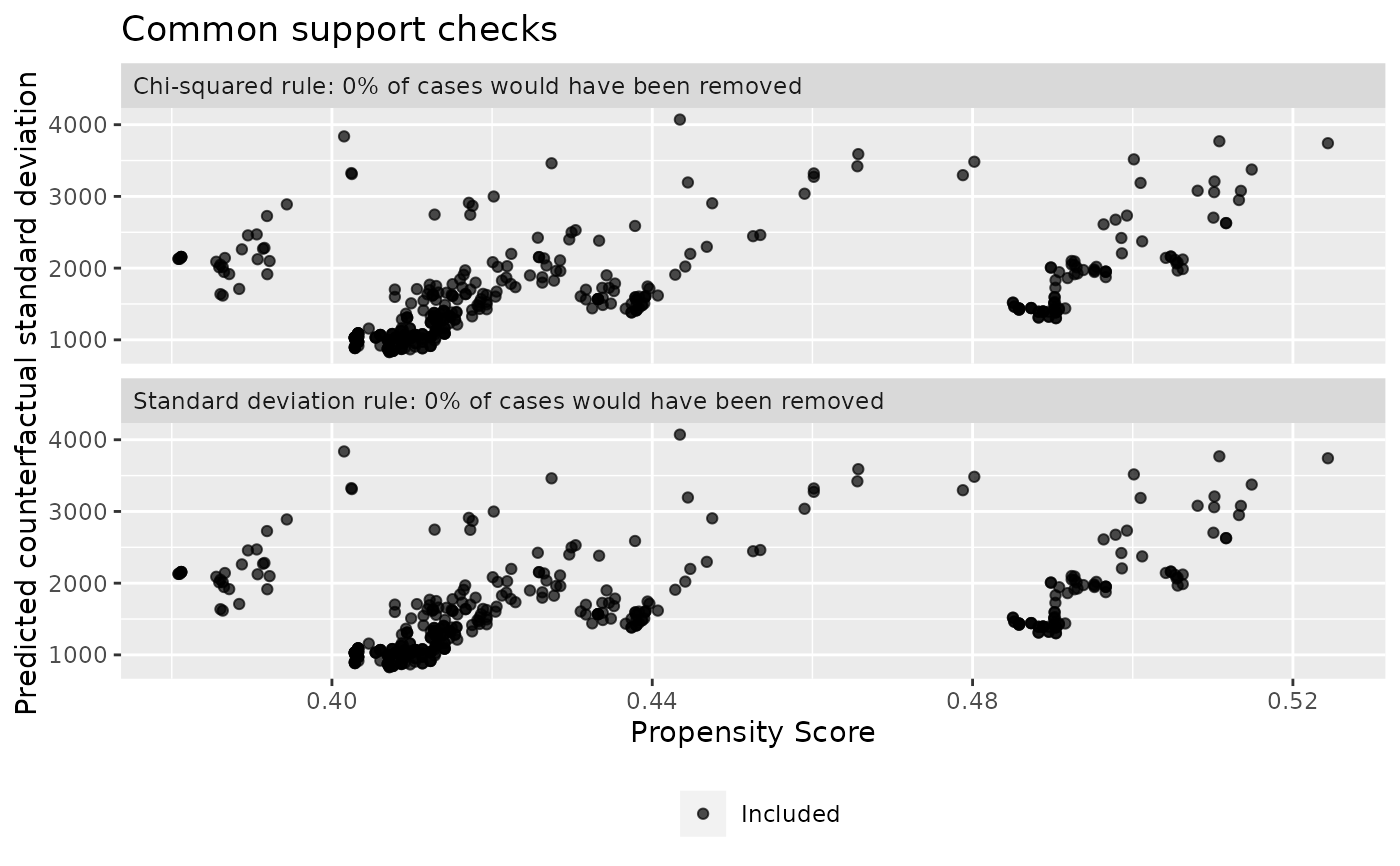 Common support checks
Predicted counterfactual standard deviation
Chi-squared rule: 0% of cases would have been removed
4000
3000
2000
1000
Standard deviation rule: 0% of cases would have been removed
4000
3000
2000
1000
0.40 0.44 0.48 0.52
Propensity Score
Included